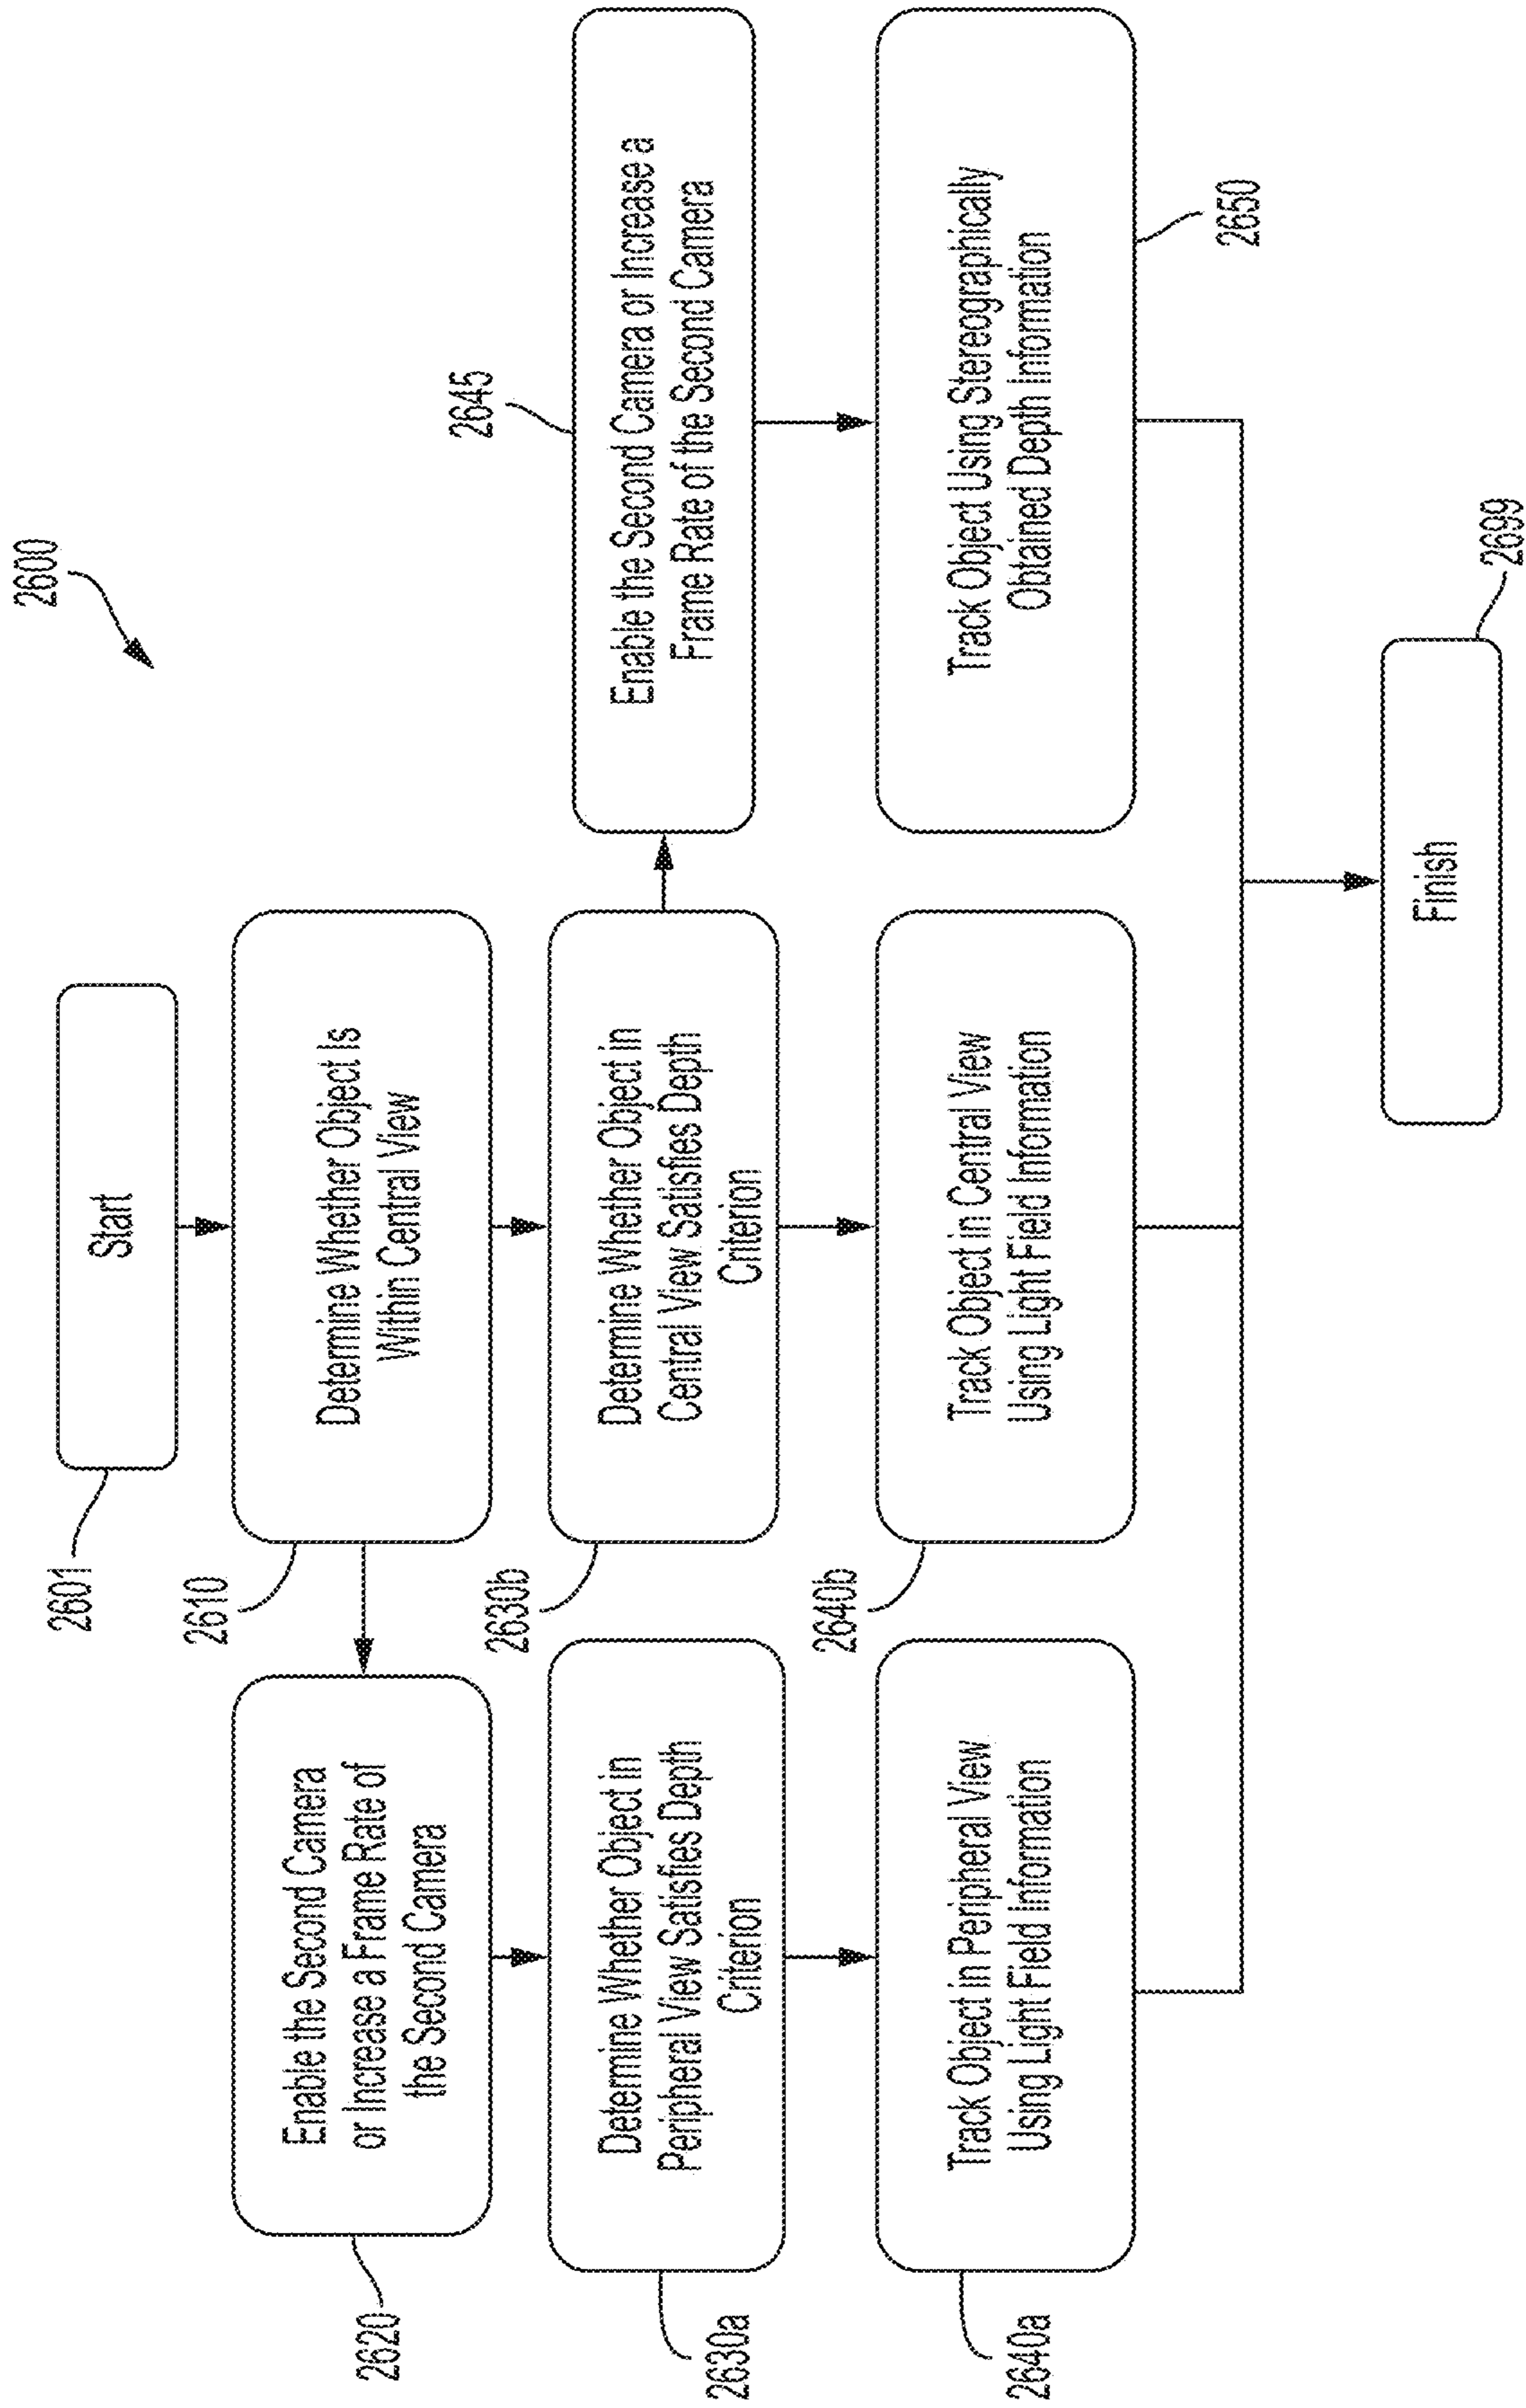 2600
2601
Start
2610
Determine Whether Object Is
Within Central View
2620
Enable the Second Camera
or Increase a Frame Rate of
the Second Camera
2630a
Determine Whether Object in
Peripheral View Satisfies Depth
Criterion
2630b
Determine Whether Object in
Central View Satisfies Depth
Criterion
2645
Enable the Second Camera or Increase a
Frame Rate of the Second Camera
2640a
Track Object in Peripheral View
Using Light Field Information
2640b
Track Object in Central View
Using Light Field Information
Track Object Using Stereographically
Obtained Depth Information
2650
Finish
2699